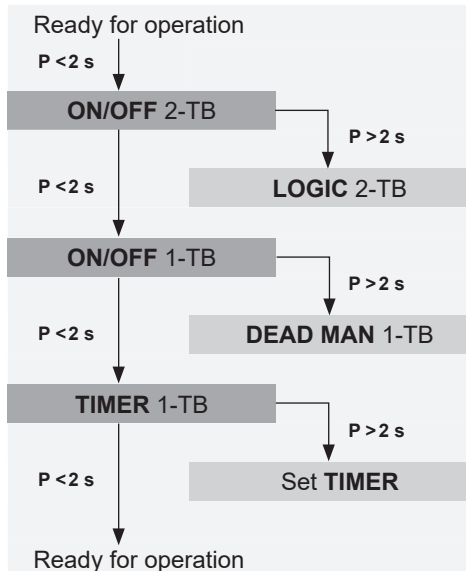 Ready for operation
P < 2 s
ON/OFF 2-TB
P > 2 s
P < 2 s
LOGIC 2-TB
ON/OFF 1-TB
P > 2 s
P < 2 s
DEAD MAN 1-TB
TIMER 1-TB
P > 2 s
P < 2 s
Set TIMER
Ready for operation